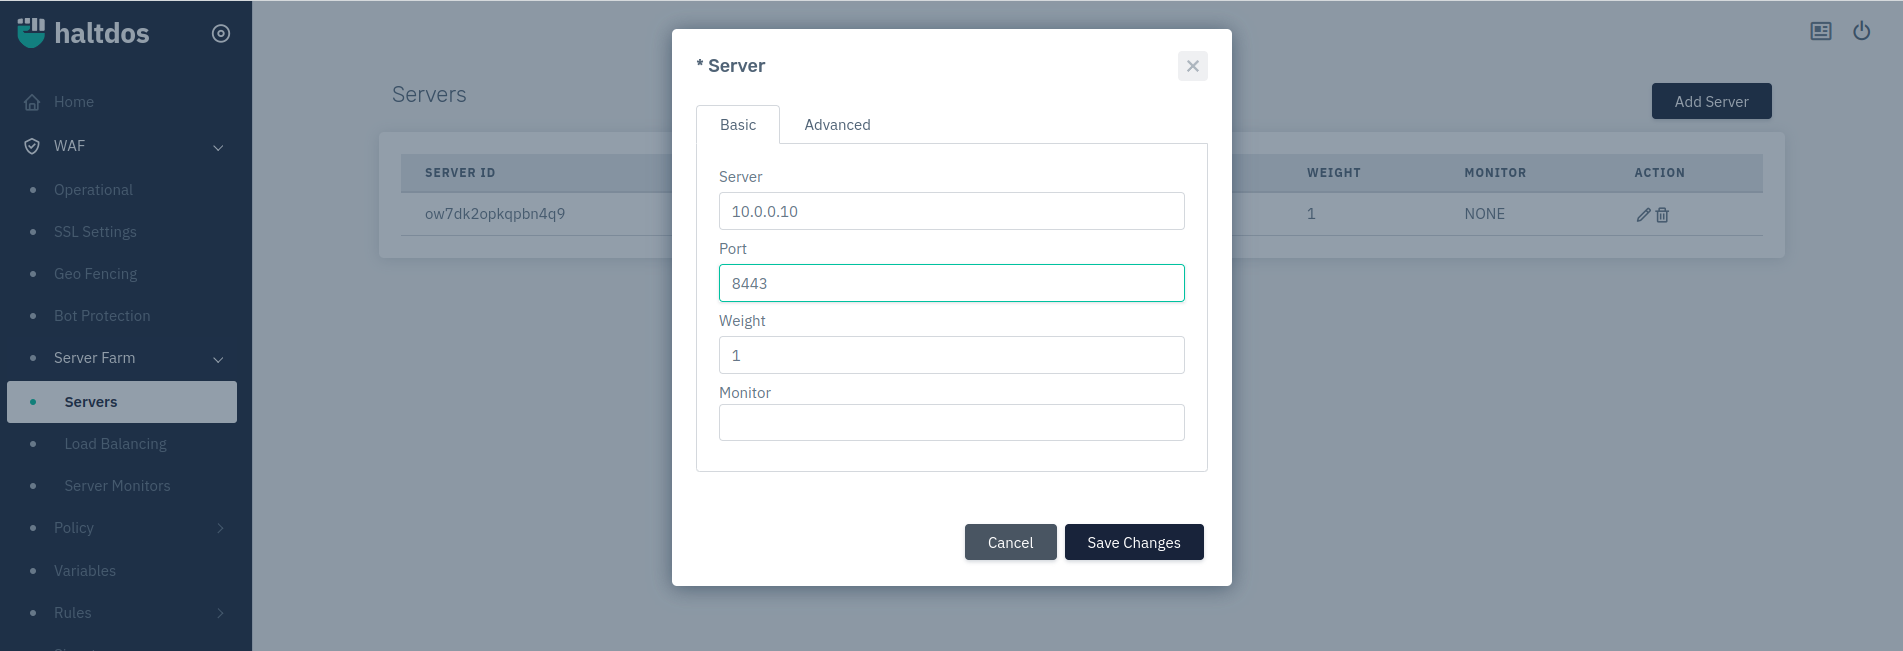 haltdos
Home
WAF
Operational
SSL Settings
Geo Fencing
Bot Protection
Server Farm
Servers
Load Balancing
Server Monitors
Policy
Variables
Rules
Servers
Add Server
SERVER ID
WEIGHT
MONITOR
ACTION
ow7dk2opkqpbn4q9
1
NONE
* Server
Basic
Advanced
Server
10.0.0.10
Port
8443
Weight
1
Monitor
Cancel
Save Changes